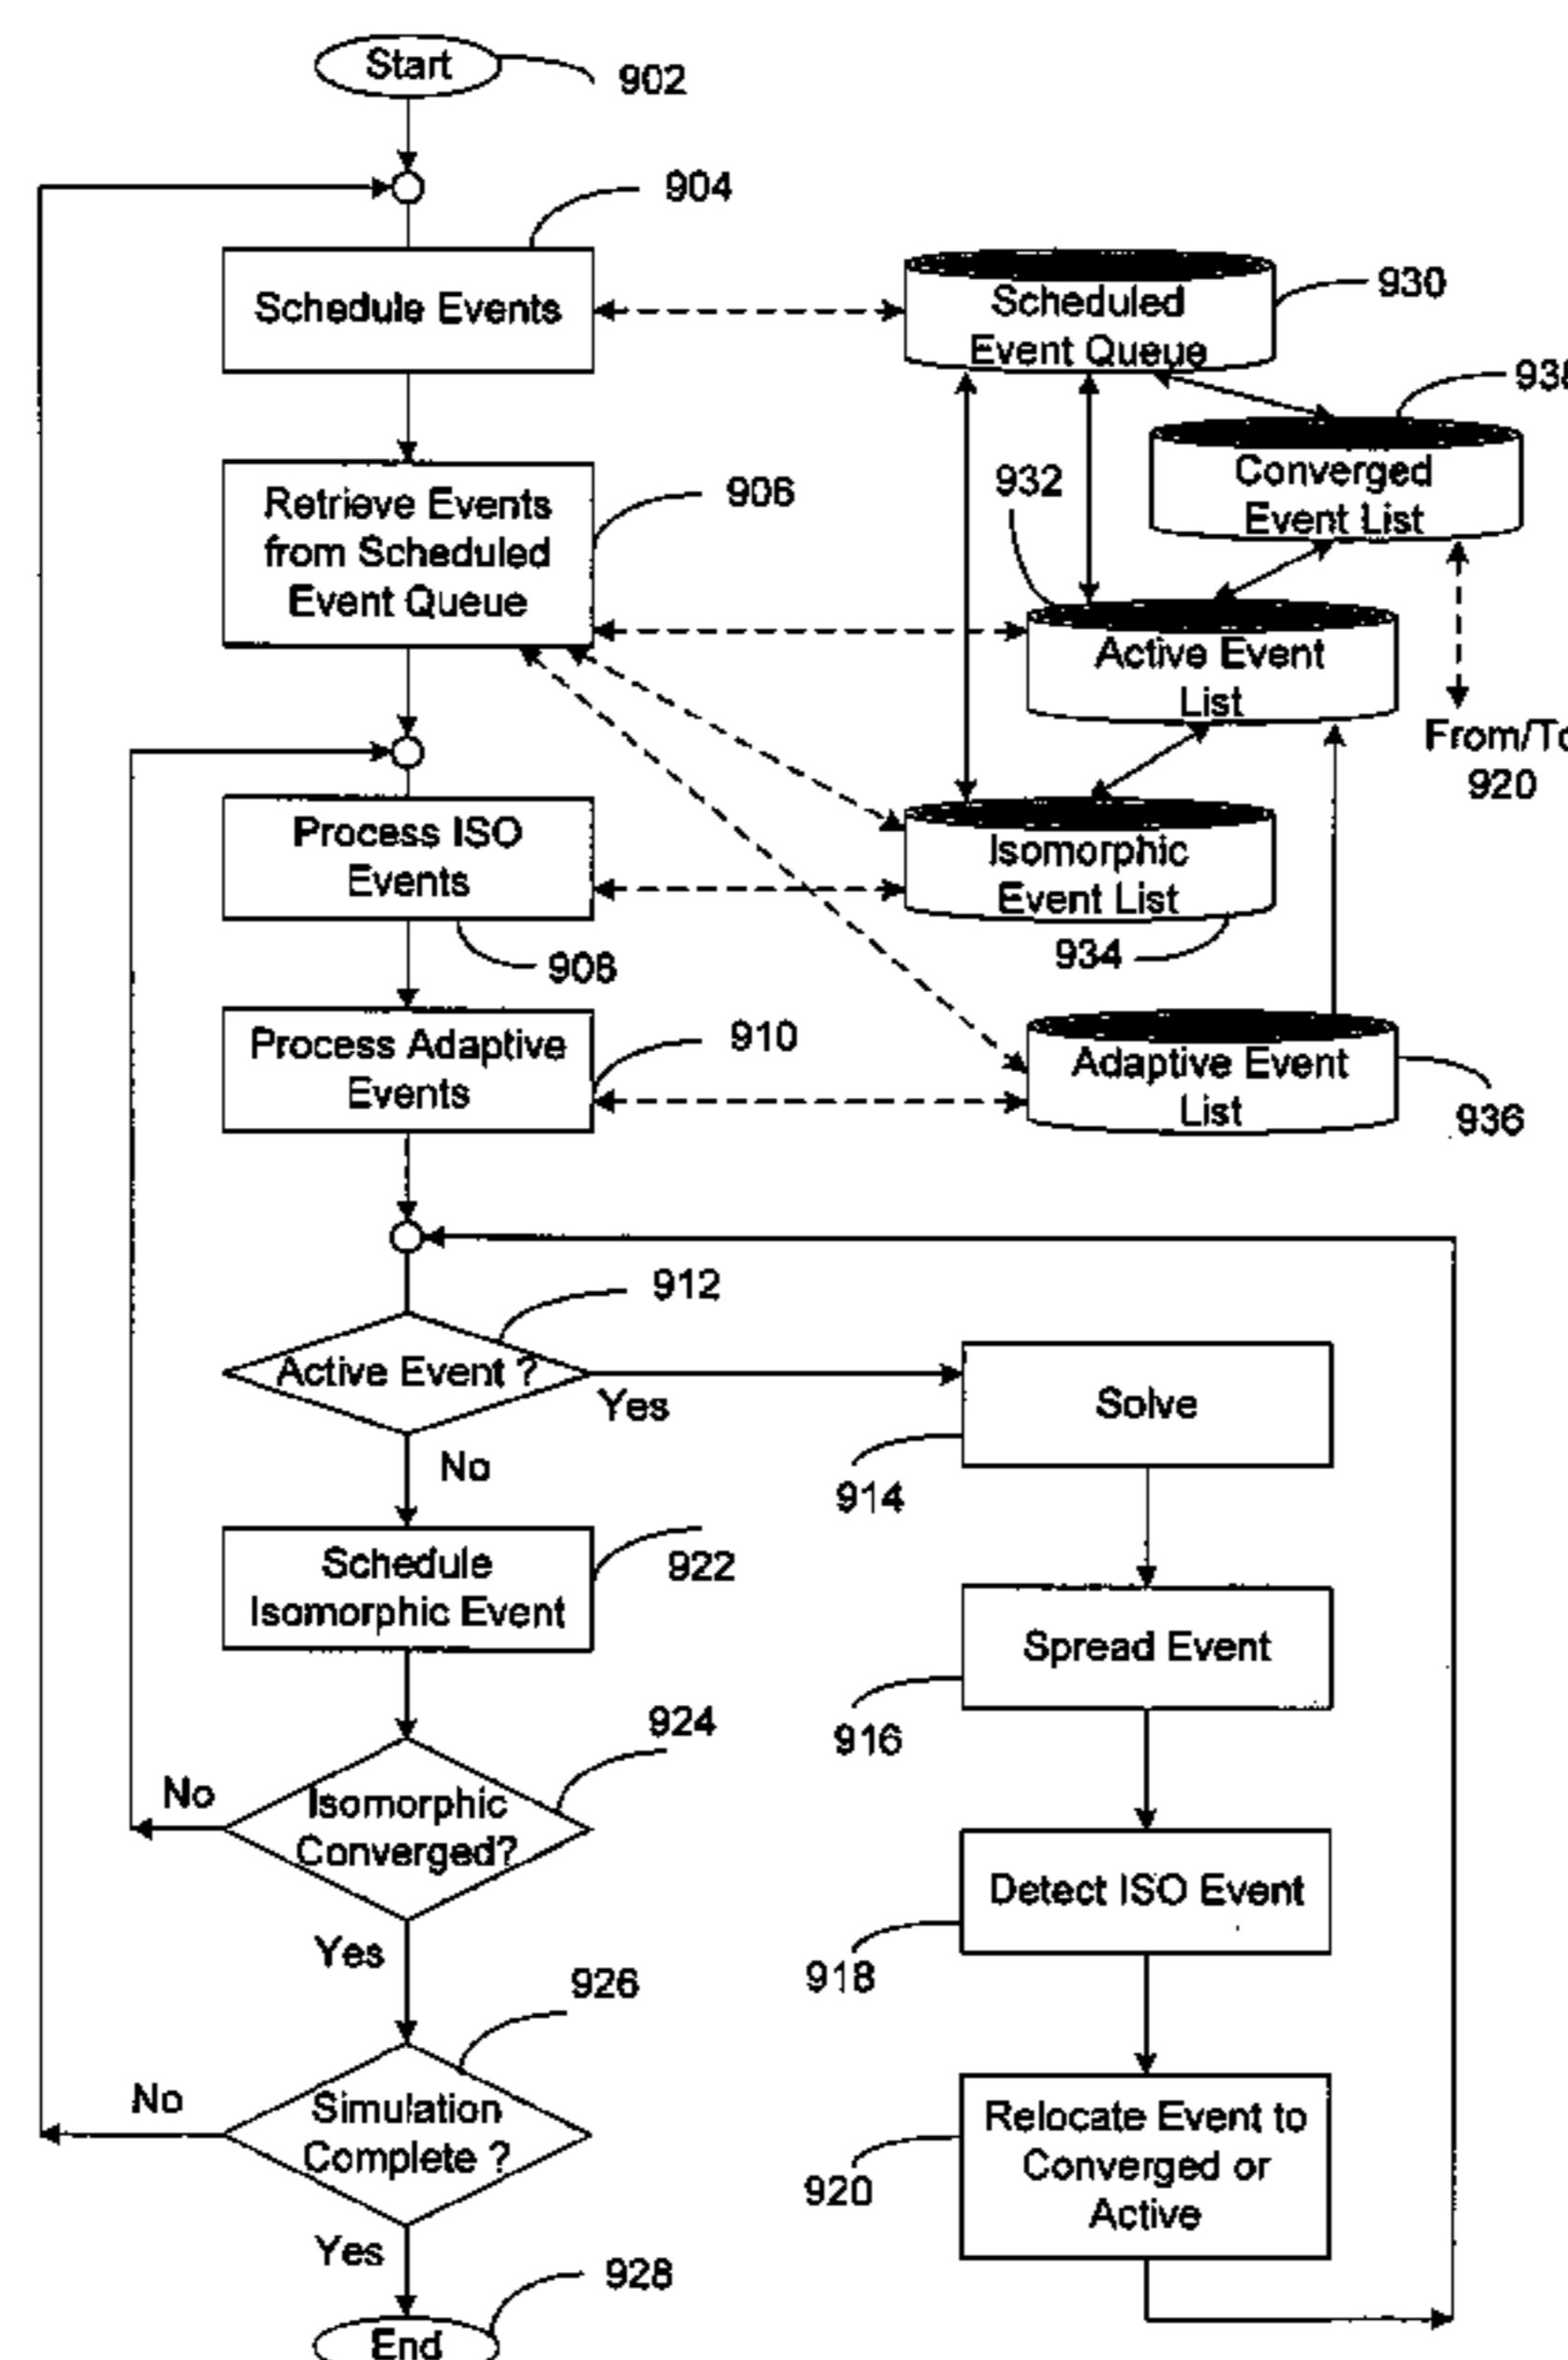 Start
902
904
Schedule Events
Scheduled
Event Queue
930
Converged
Event List
Retrieve Events
from Scheduled
Event Queue
906
932
Active Event
List
From/To
920
Process ISO
Events
908
Isomorphic
Event List
934
Process Adaptive
Events
910
Adaptive Event
List
936
912
Active Event ?
Yes
No
Solve
914
Schedule
Isomorphic Event
922
Spread Event
916
924
No
Isomorphic
Converged?
Yes
Detect ISO Event
918
926
No
Simulation
Complete ?
Yes
Relocate Event to
Converged or
Active
920
928
End